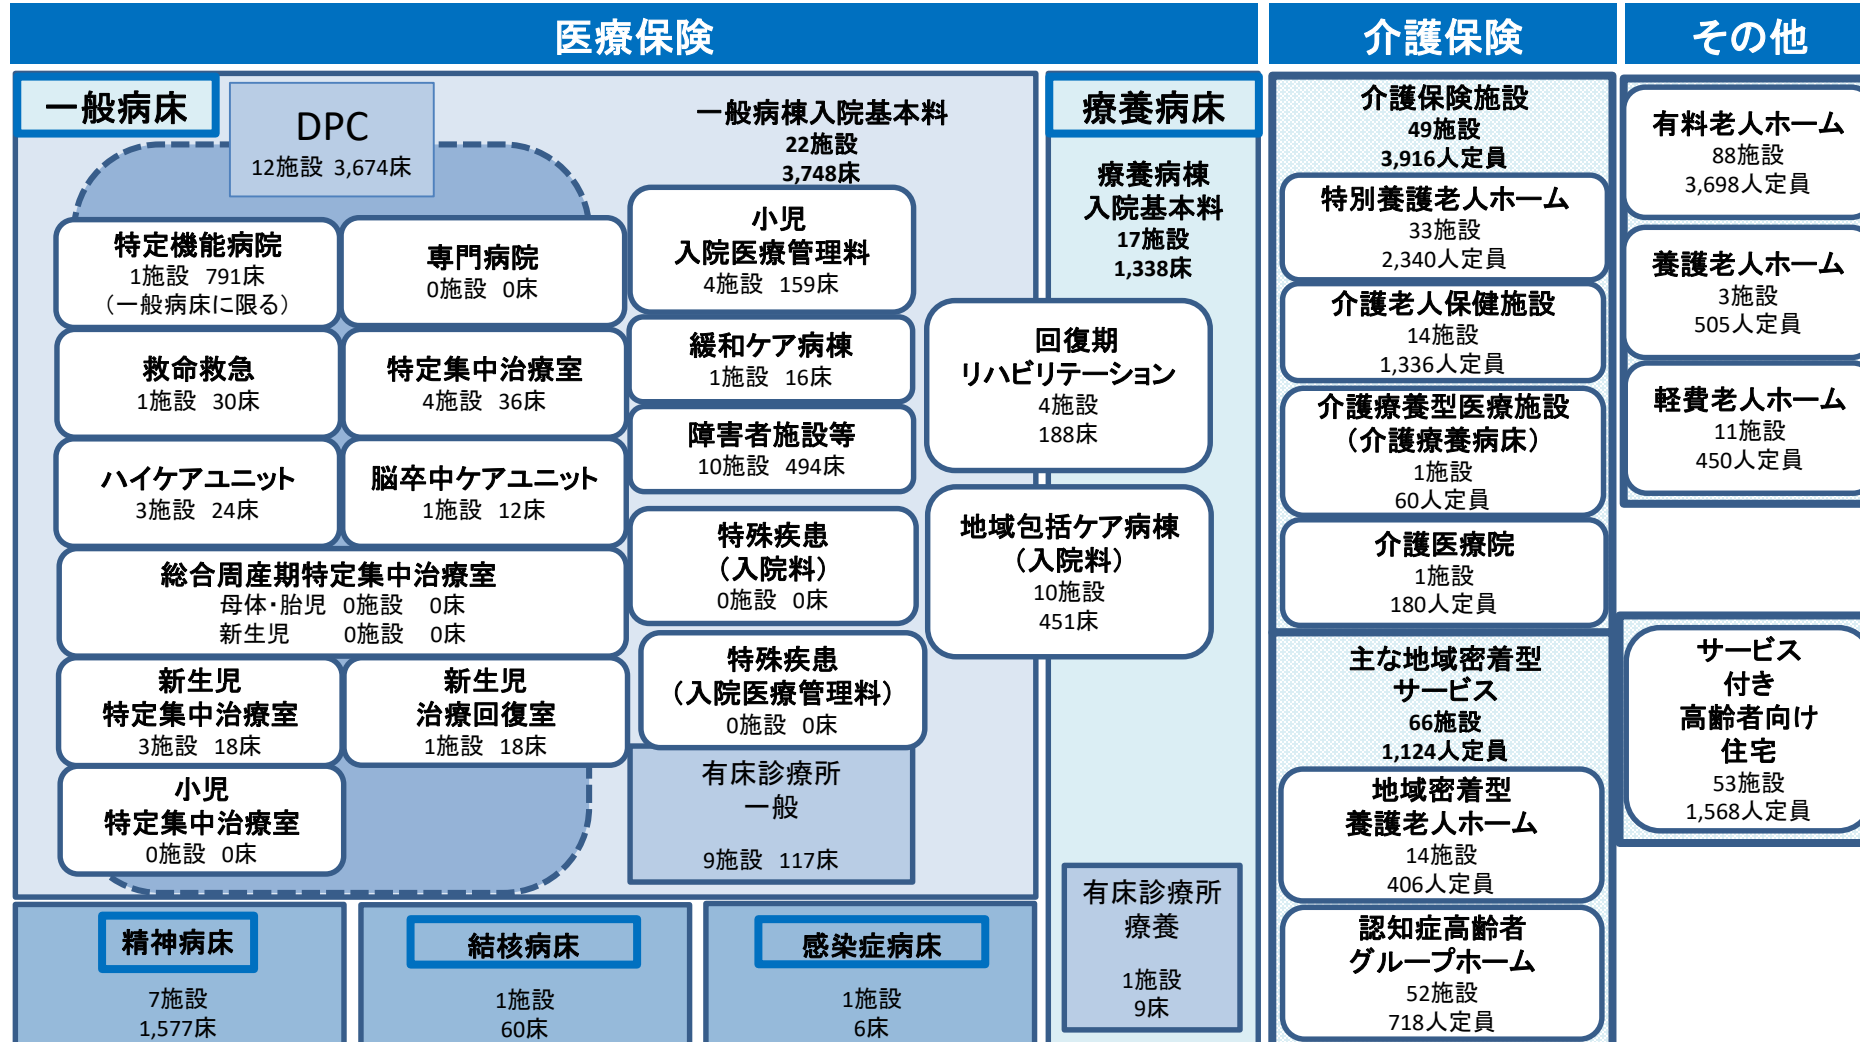 医療保険
介護保険
その他
一般病床
DPC
12施設 3,674床
一般病棟入院基本料
22施設
3,748床
特定機能病院
1施設 791床
（一般病床に限る）
専門病院
0施設 0床
救命救急
1施設 30床
特定集中治療室
4施設 36床
ハイケアユニット
3施設 24床
脳卒中ケアユニット
1施設 12床
総合周産期特定集中治療室
母体・胎児 0施設 0床
新生児 0施設 0床
新生児
特定集中治療室
3施設 18床
新生児
治療回復室
1施設 18床
小児
特定集中治療室
0施設 0床
小児
入院医療管理料
4施設 159床
緩和ケア病棟
1施設 16床
障害者施設等
10施設 494床
特殊疾患
（入院料）
0施設 0床
特殊疾患
（入院医療管理料）
0施設 0床
有床診療所
一般
9施設 117床
回復期
リハビリテーション
4施設
188床
地域包括ケア病棟
（入院料）
10施設
451床
療養病床
療養病棟
入院基本料
17施設
1,338床
有床診療所
療養
1施設
9床
精神病床
7施設
1,577床
結核病床
1施設
60床
感染症病床
1施設
6床
介護保険施設
49施設
3,916人定員
特別養護老人ホーム
33施設
2,340人定員
介護老人保健施設
14施設
1,336人定員
介護療養型医療施設
（介護療養病床）
1施設
60人定員
介護医療院
1施設
180人定員
主な地域密着型
サービス
66施設
1,124人定員
地域密着型
養護老人ホーム
14施設
406人定員
認知症高齢者
グループホーム
52施設
718人定員
有料老人ホーム
88施設
3,698人定員
養護老人ホーム
3施設
505人定員
軽費老人ホーム
11施設
450人定員
サービス
付き
高齢者向け
住宅
53施設
1,568人定員